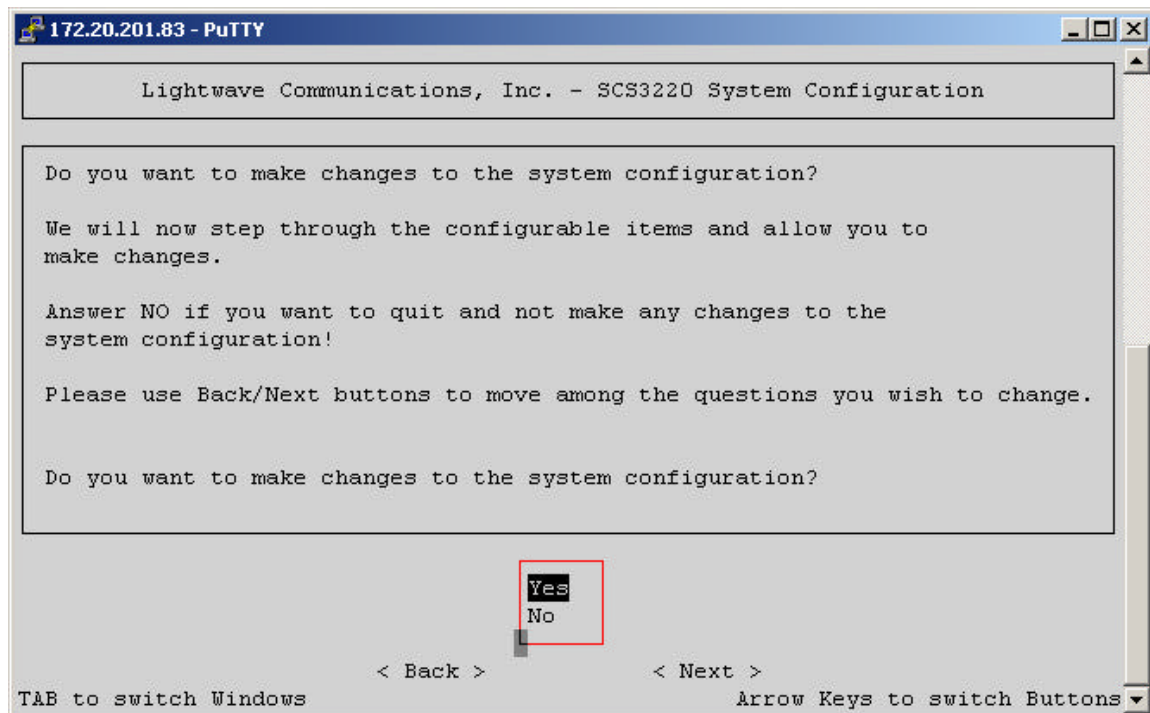 172.20.201.83 - PuTTY
Lightwave Communications, Inc. - SCS3220 System Configuration
Do you want to make changes to the system configuration?
We will now step through the configurable items and allow you to
make changes.
Answer NO if you want to quit and not make any changes to the
system configuration!
Please use Back/Next buttons to move among the questions you wish to change.
Do you want to make changes to the system configuration?
Yes
No
< Back > < Next >
TAB to switch Windows Arrow Keys to switch Buttons